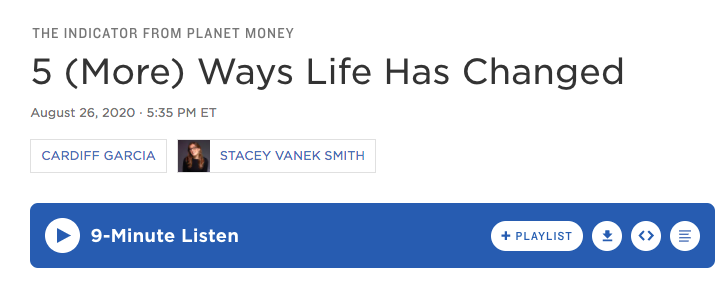 THE INDICATOR FROM PLANET MONEY
5 (More) Ways Life Has Changed
August 26, 2020 · 5:35 PM ET
CARDIFF GARCIA STACEY VANEK SMITH
9-Minute Listen + PLAYLIST